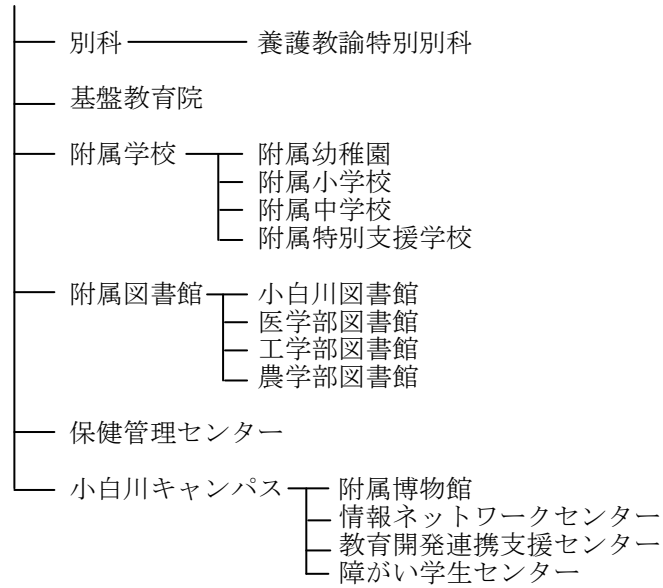 別科 養護教諭特別別科
基盤教育院
附属学校 附属幼稚園
附属小学校
附属中学校
附属特別支援学校
附属図書館 小白川図書館
医学部図書館
工学部図書館
農学部図書館
保健管理センター
小白川キャンパス 附属博物館
情報ネットワークセンター
教育開発連携支援センター
障がい学生センター